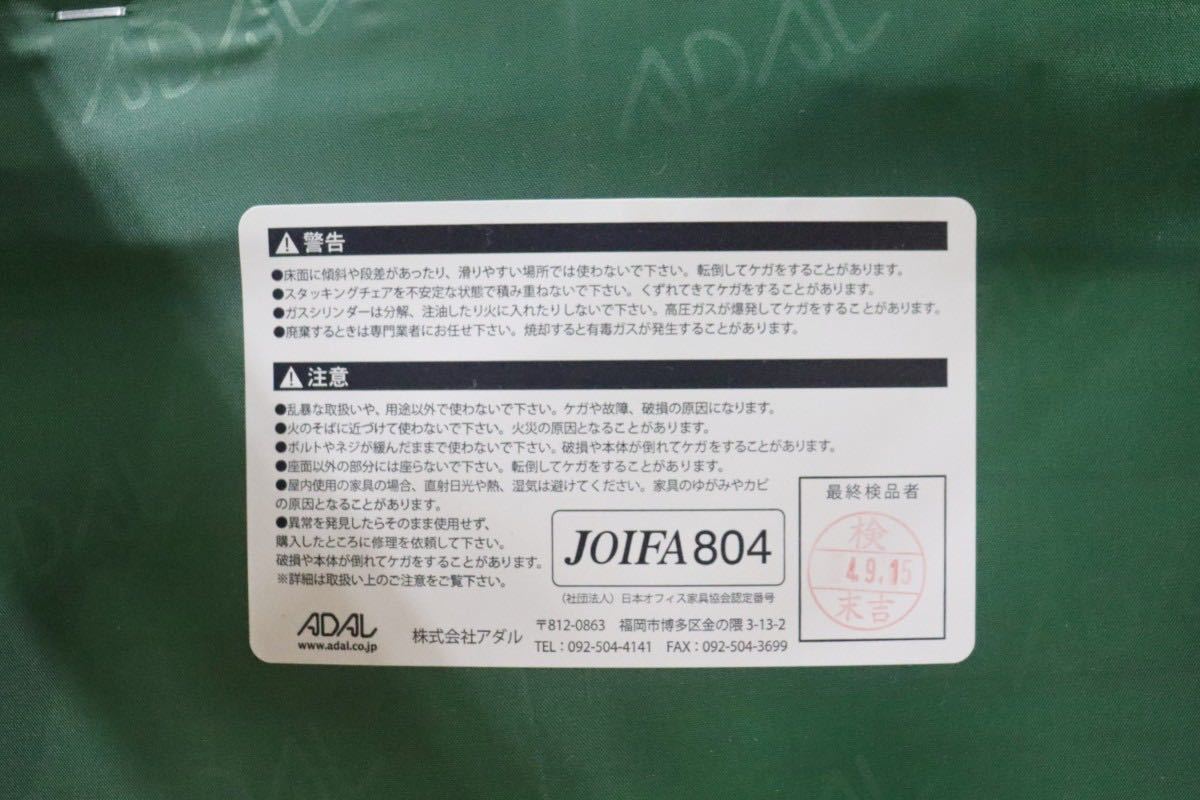 ADAL
ADAL
⚠警告
●床面に傾斜や段差があったり、滑りやすい場所では使わないで下さい。転倒してケガをすることがあります。
●スタッキングチェアを不安定な状態で積み重ねないで下さい。くずれてきてケガをすることがあります。
●ガスシリンダーは分解、注油したり火に入れたりしないで下さい。高圧ガスが爆発してケガをすることがあります。
●廃棄するときは専門業者にお任せ下さい。焼却すると有毒ガスが発生することがあります。
⚠注意
●乱暴な取扱いや、用途以外で使わないで下さい。ケガや故障、破損の原因になります。
●火のそばに近づけて使わないで下さい。火災の原因となることがあります。
●ボルトやネジが緩んだままで使わないで下さい。破損や本体が倒れてケガをすることがあります。
●座面以外の部分には座らないで下さい。転倒してケガをすることがあります。
●屋内使用の家具の場合、直射日光や熱、湿気は避けてください。家具のゆがみやカビ
の原因となることがあります。
●異常を発見したらそのまま使用せず、
購入したところに修理を依頼して下さい。
破損や本体が倒れてケガをすることがあります。
※詳細は取扱い上のご注意をご覧下さい。
JOIFA804
（社団法人）日本オフィス家具協会認定番号
最終検品者
検
4.9.15
末吉
ADAL
www.adal.co.jp
株式会社アダル
〒812-0863 福岡市博多区金の隈3-13-2
TEL：092-504-4141 FAX：092-504-3699
ADAL